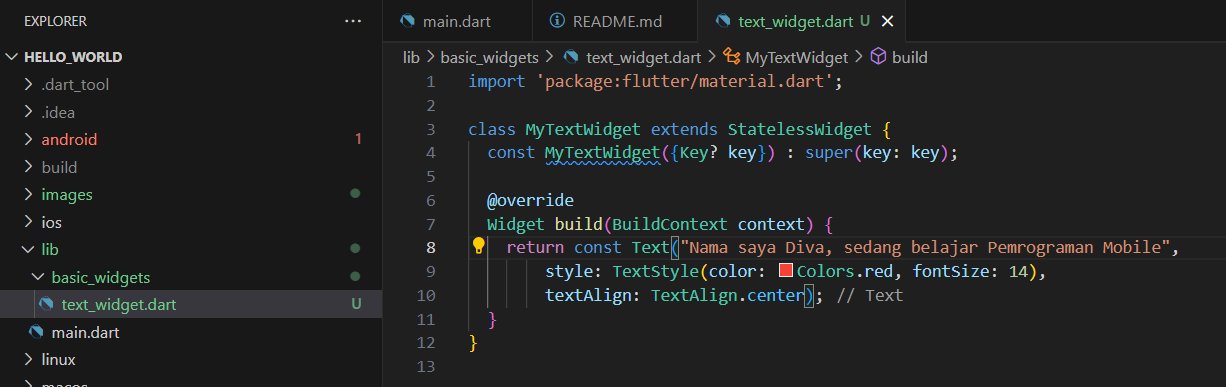 EXPLORER ...
HELLO_WORLD
.dart_tool
.idea
android 1
build
images
ios
lib
basic_widgets
text_widget.dart U
main.dart
linux
macos
main.dart README.md text_widget.dart U
lib > basic_widgets > text_widget.dart > MyTextWidget > build
1 import 'package:flutter/material.dart';
2
3 class MyTextWidget extends StatelessWidget {
4 const MyTextWidget({Key? key}) : super(key: key);
5
6 @override
7 Widget build(BuildContext context) {
8 return const Text("Nama saya Diva, sedang belajar Pemrograman Mobile",
9 style: TextStyle(color: Colors.red, fontSize: 14),
10 textAlign: TextAlign.center); // Text
11 }
12 }
13